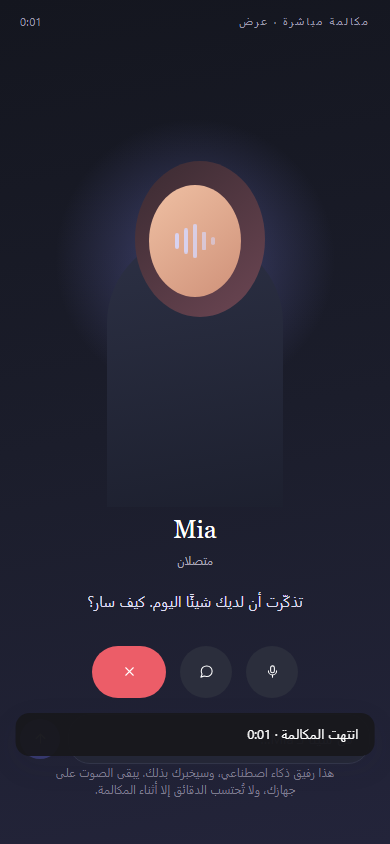 مكالمة مباشرة · عرض
0:01
Mia
متصلان
تذكّرت أن لديك شيئًا اليوم. كيف سار؟
انتهت المكالمة · 0:01
هذا رفيق ذكاء اصطناعي، وسيخبرك بذلك. يبقى الصوت على
جهازك، ولا تُحتسب الدقائق إلا أثناء المكالمة.